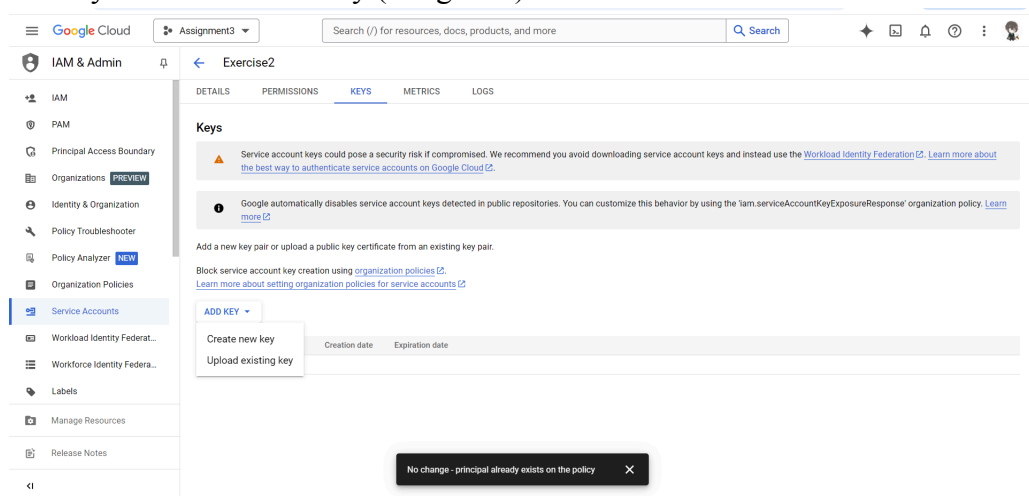 Google Cloud
Assignment3
Search (/) for resources, docs, products, and more
Search
IAM & Admin
Exercise2
DETAILS PERMISSIONS KEYS METRICS LOGS
IAM
PAM
Principal Access Boundary
Organizations PREVIEW
Identity & Organization
Policy Troubleshooter
Policy Analyzer NEW
Organization Policies
Service Accounts
Workload Identity Federat...
Workforce Identity Federa...
Labels
Manage Resources
Release Notes
Keys
Service account keys could pose a security risk if compromised. We recommend you avoid downloading service account keys and instead use the Workload Identity Federation. Learn more about
the best way to authenticate service accounts on Google Cloud.
Google automatically disables service account keys detected in public repositories. You can customize this behavior by using the 'iam.serviceAccountKeyExposureResponse' organization policy. Learn
more
Add a new key pair or upload a public key certificate from an existing key pair.
Block service account key creation using organization policies.
Learn more about setting organization policies for service accounts
ADD KEY
Create new key
Upload existing key
Creation date Expiration date
No change - principal already exists on the policy